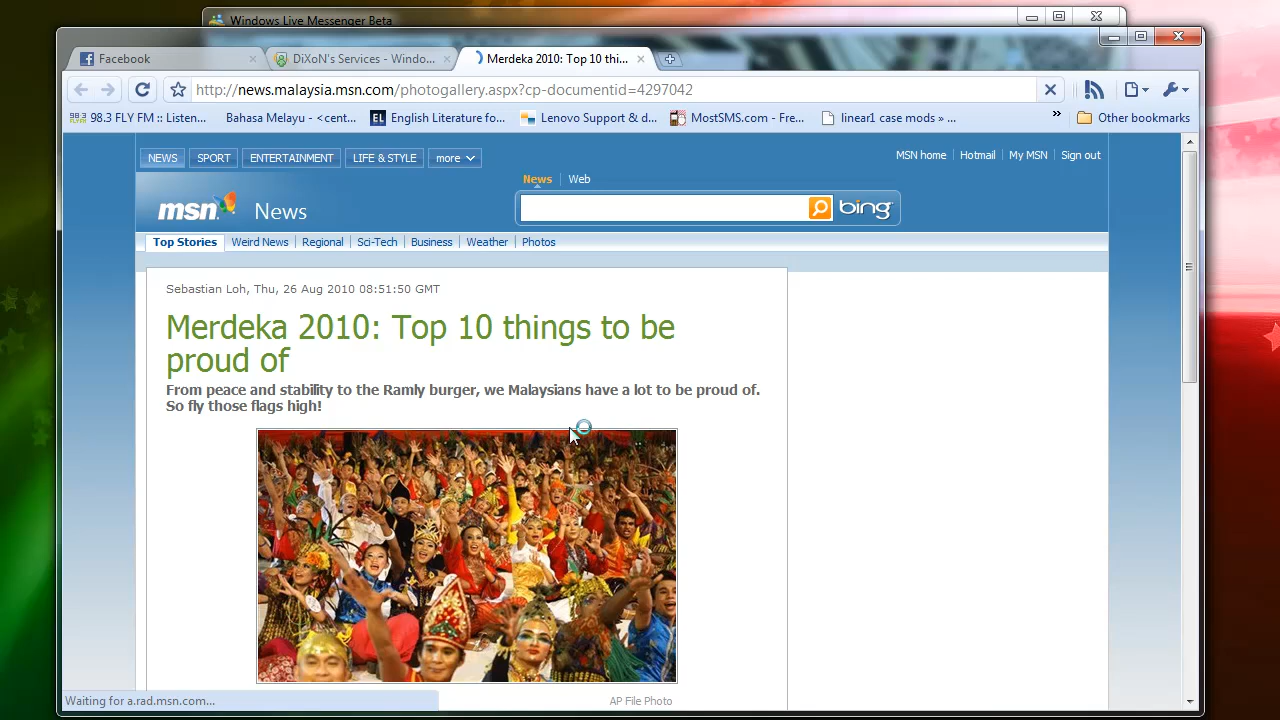 Windows Live Messenger Beta
Facebook
DiXoN's Services - Windo...
Merdeka 2010: Top 10 thi...
http://news.malaysia.msn.com/photogallery.aspx?cp-documentid=4297042
98.3 FLY FM :: Listen...
Bahasa Melayu - <cent...
EL English Literature fo...
Lenovo Support & d...
MostSMS.com - Fre...
linear1 case mods » ...
»
Other bookmarks
NEWS SPORT ENTERTAINMENT LIFE & STYLE more
MSN home Hotmail My MSN Sign out
News Web
msn News
bing
Top Stories Weird News Regional Sci-Tech Business Weather Photos
Sebastian Loh, Thu, 26 Aug 2010 08:51:50 GMT
Merdeka 2010: Top 10 things to be
proud of
From peace and stability to the Ramly burger, we Malaysians have a lot to be proud of.
So fly those flags high!
AP File Photo
Waiting for a.rad.msn.com...